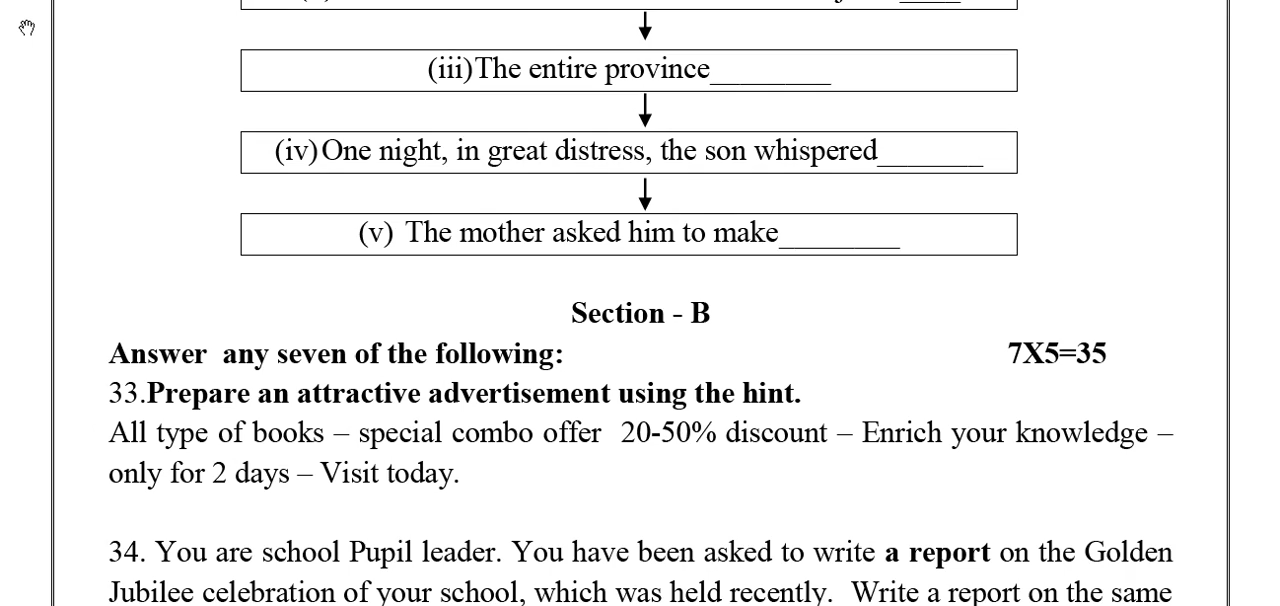 (iii)The entire province________
(iv)One night, in great distress, the son whispered_______
(v) The mother asked him to make________
Section - B
Answer any seven of the following: 7X5=35
33.Prepare an attractive advertisement using the hint.
All type of books – special combo offer 20-50% discount – Enrich your knowledge –
only for 2 days – Visit today.
34. You are school Pupil leader. You have been asked to write a report on the Golden
Jubilee celebration of your school, which was held recently. Write a report on the same